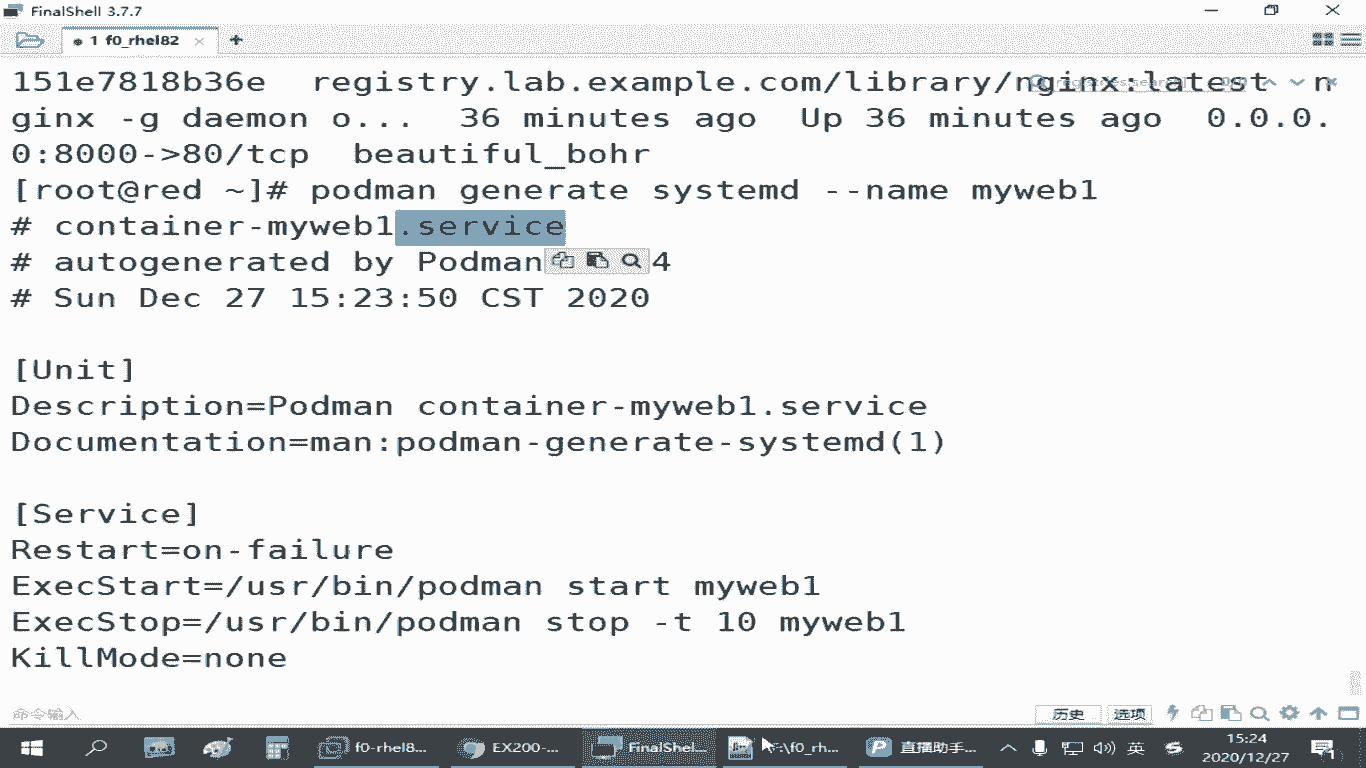 FinalShell 3.7.7
1 f0_rhel82
151e7818b36e  registry.lab.example.com/library/nginx:latest  n
ginx -g daemon o...  36 minutes ago  Up 36 minutes ago  0.0.0.
0:8000->80/tcp  beautiful_bohr
[root@red ~]# podman generate systemd --name myweb1
# container-myweb1.service
# autogenerated by Podman 4
# Sun Dec 27 15:23:50 CST 2020
[Unit]
Description=Podman container-myweb1.service
Documentation=man:podman-generate-systemd(1)
[Service]
Restart=on-failure
ExecStart=/usr/bin/podman start myweb1
ExecStop=/usr/bin/podman stop -t 10 myweb1
KillMode=none
命令输入
历史 选项
f0-rhel8... EX200-... FinalShel... :\f0_rh... 直播助手... 英 15:24
2020/12/27
1